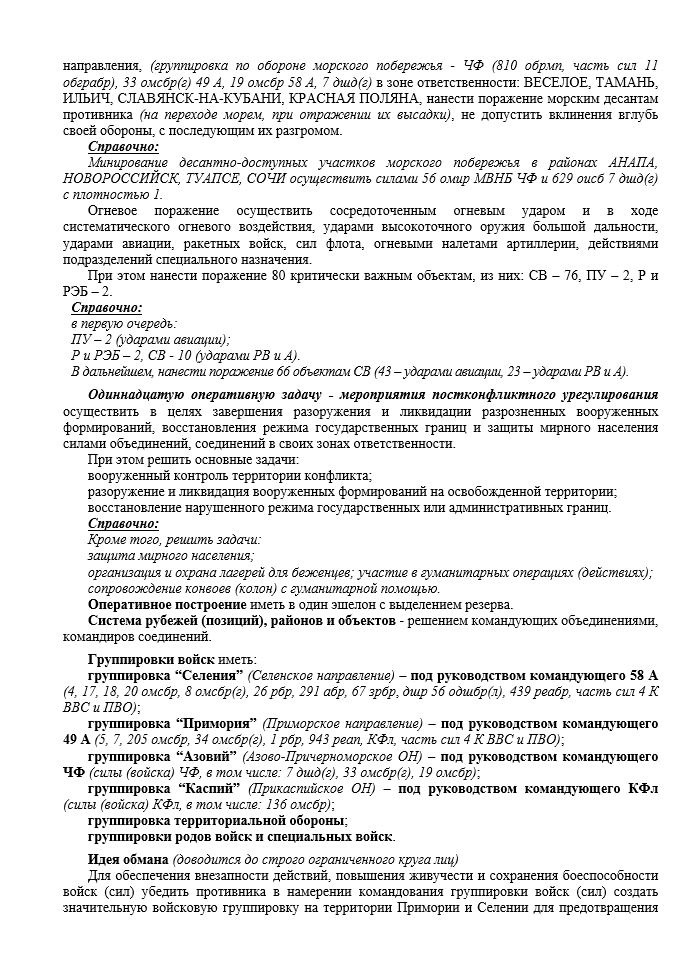 направления, (группировка по обороне морского побережья - ЧФ (810 обрмп, часть сил 11
обграбр), 33 омсбр(г) 49 А, 19 омсбр 58 А, 7 дшд(г) в зоне ответственности: ВЕСЕЛОЕ, ТАМАНЬ,
ИЛЬИЧ, СЛАВЯНСК-НА-КУБАНИ, КРАСНАЯ ПОЛЯНА, нанести поражение морским десантам
противника (на переходе морем, при отражении их высадки), не допустить вклинения вглубь
своей обороны, с последующим их разгромом.
Справочно:
Минирование десантно-доступных участков морского побережья в районах АНАПА,
НОВОРОССИЙСК, ТУАПСЕ, СОЧИ осуществить силами 56 омир МВНБ ЧФ и 629 оисб 7 дшд(г)
с плотностью 1.
Огневое поражение осуществить сосредоточенным огневым ударом и в ходе
систематического огневого воздействия, ударами высокоточного оружия большой дальности,
ударами авиации, ракетных войск, сил флота, огневыми налетами артиллерии, действиями
подразделений специального назначения.
При этом нанести поражение 80 критически важным объектам, из них: СВ – 76, ПУ – 2, Р и
РЭБ – 2.
Справочно:
в первую очередь:
ПУ – 2 (ударами авиации);
Р и РЭБ – 2, СВ - 10 (ударами РВ и А).
В дальнейшем, нанести поражение 66 объектам СВ (43 – ударами авиации, 23 – ударами РВ и А).
Одиннадцатую оперативную задачу - мероприятия постконфликтного урегулирования
осуществить в целях завершения разоружения и ликвидации разрозненных вооруженных
формирований, восстановления режима государственных границ и защиты мирного населения
силами объединений, соединений в своих зонах ответственности.
При этом решить основные задачи:
вооруженный контроль территории конфликта;
разоружение и ликвидация вооруженных формирований на освобожденной территории;
восстановление нарушенного режима государственных или административных границ.
Справочно:
Кроме того, решить задачи:
защита мирного населения;
организация и охрана лагерей для беженцев; участие в гуманитарных операциях (действиях);
сопровождение конвоев (колон) с гуманитарной помощью.
Оперативное построение иметь в один эшелон с выделением резерва.
Система рубежей (позиций), районов и объектов - решением командующих объединениями,
командиров соединений.
Группировки войск иметь:
группировка “Селения” (Селенское направление) – под руководством командующего 58 А
(4, 17, 18, 20 омсбр, 8 омсбр(г), 26 рбр, 291 абр, 67 зрбр, дшр 56 одшбр(л), 439 реабр, часть сил 4 К
ВВС и ПВО);
группировка “Примория” (Приморское направление) – под руководством командующего
49 А (5, 7, 205 омсбр, 34 омсбр(г), 1 рбр, 943 реап, КФл, часть сил 4 К ВВС и ПВО);
группировка “Азовий” (Азово-Причерноморское ОН) – под руководством командующего
ЧФ (силы (войска) ЧФ, в том числе: 7 дшд(г), 33 омсбр(г), 19 омсбр);
группировка “Каспий” (Прикаспийское ОН) – под руководством командующего КФл
(силы (войска) КФл, в том числе: 136 омсбр);
группировка территориальной обороны;
группировки родов войск и специальных войск.
Идея обмана (доводится до строго ограниченного круга лиц)
Для обеспечения внезапности действий, повышения живучести и сохранения боеспособности
войск (сил) убедить противника в намерении командования группировки войск (сил) создать
значительную войсковую группировку на территории Примории и Селении для предотвращения